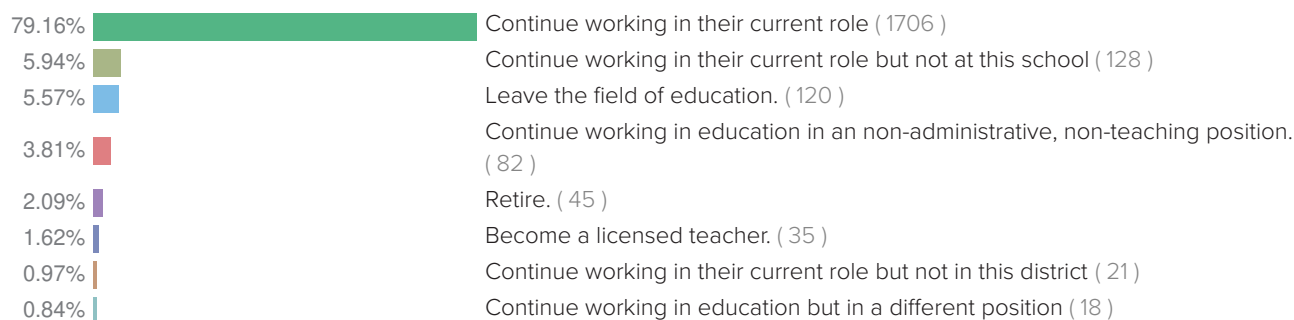 79.16% Continue working in their current role ( 1706 )
5.94% Continue working in their current role but not at this school ( 128 )
5.57% Leave the field of education. ( 120 )
3.81% Continue working in education in an non-administrative, non-teaching position.
( 82 )
2.09% Retire. ( 45 )
1.62% Become a licensed teacher. ( 35 )
0.97% Continue working in their current role but not in this district ( 21 )
0.84% Continue working in education but in a different position ( 18 )